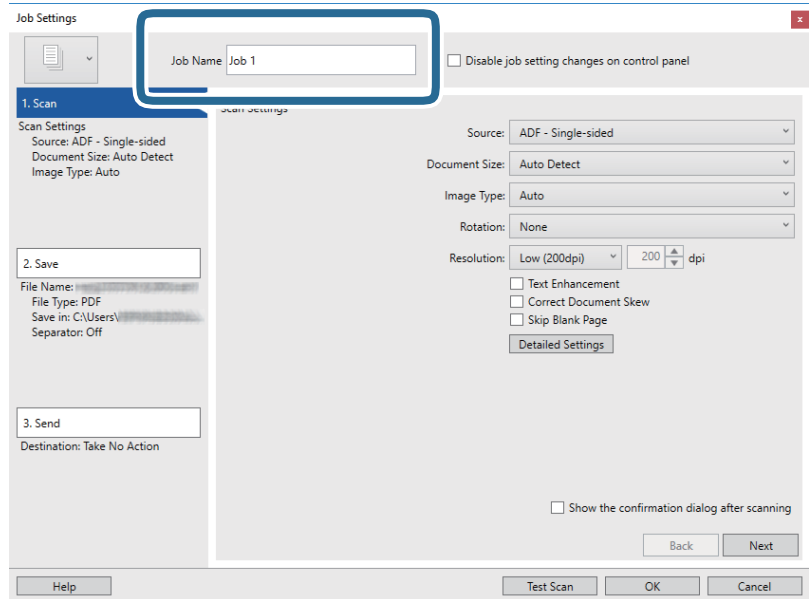 Job Settings
x
Job Name Job 1
Disable job setting changes on control panel
1. Scan
Scan Settings
Source: ADF - Single-sided
Document Size: Auto Detect
Image Type: Auto
2. Save
File Name:
File Type: PDF
Save in: C:\Users\
Separator: Off
3. Send
Destination: Take No Action
Scan Settings
Source: ADF - Single-sided
Document Size: Auto Detect
Image Type: Auto
Rotation: None
Resolution: Low (200dpi) 200 dpi
Text Enhancement
Correct Document Skew
Skip Blank Page
Detailed Settings
Show the confirmation dialog after scanning
Back Next
Help Test Scan OK Cancel